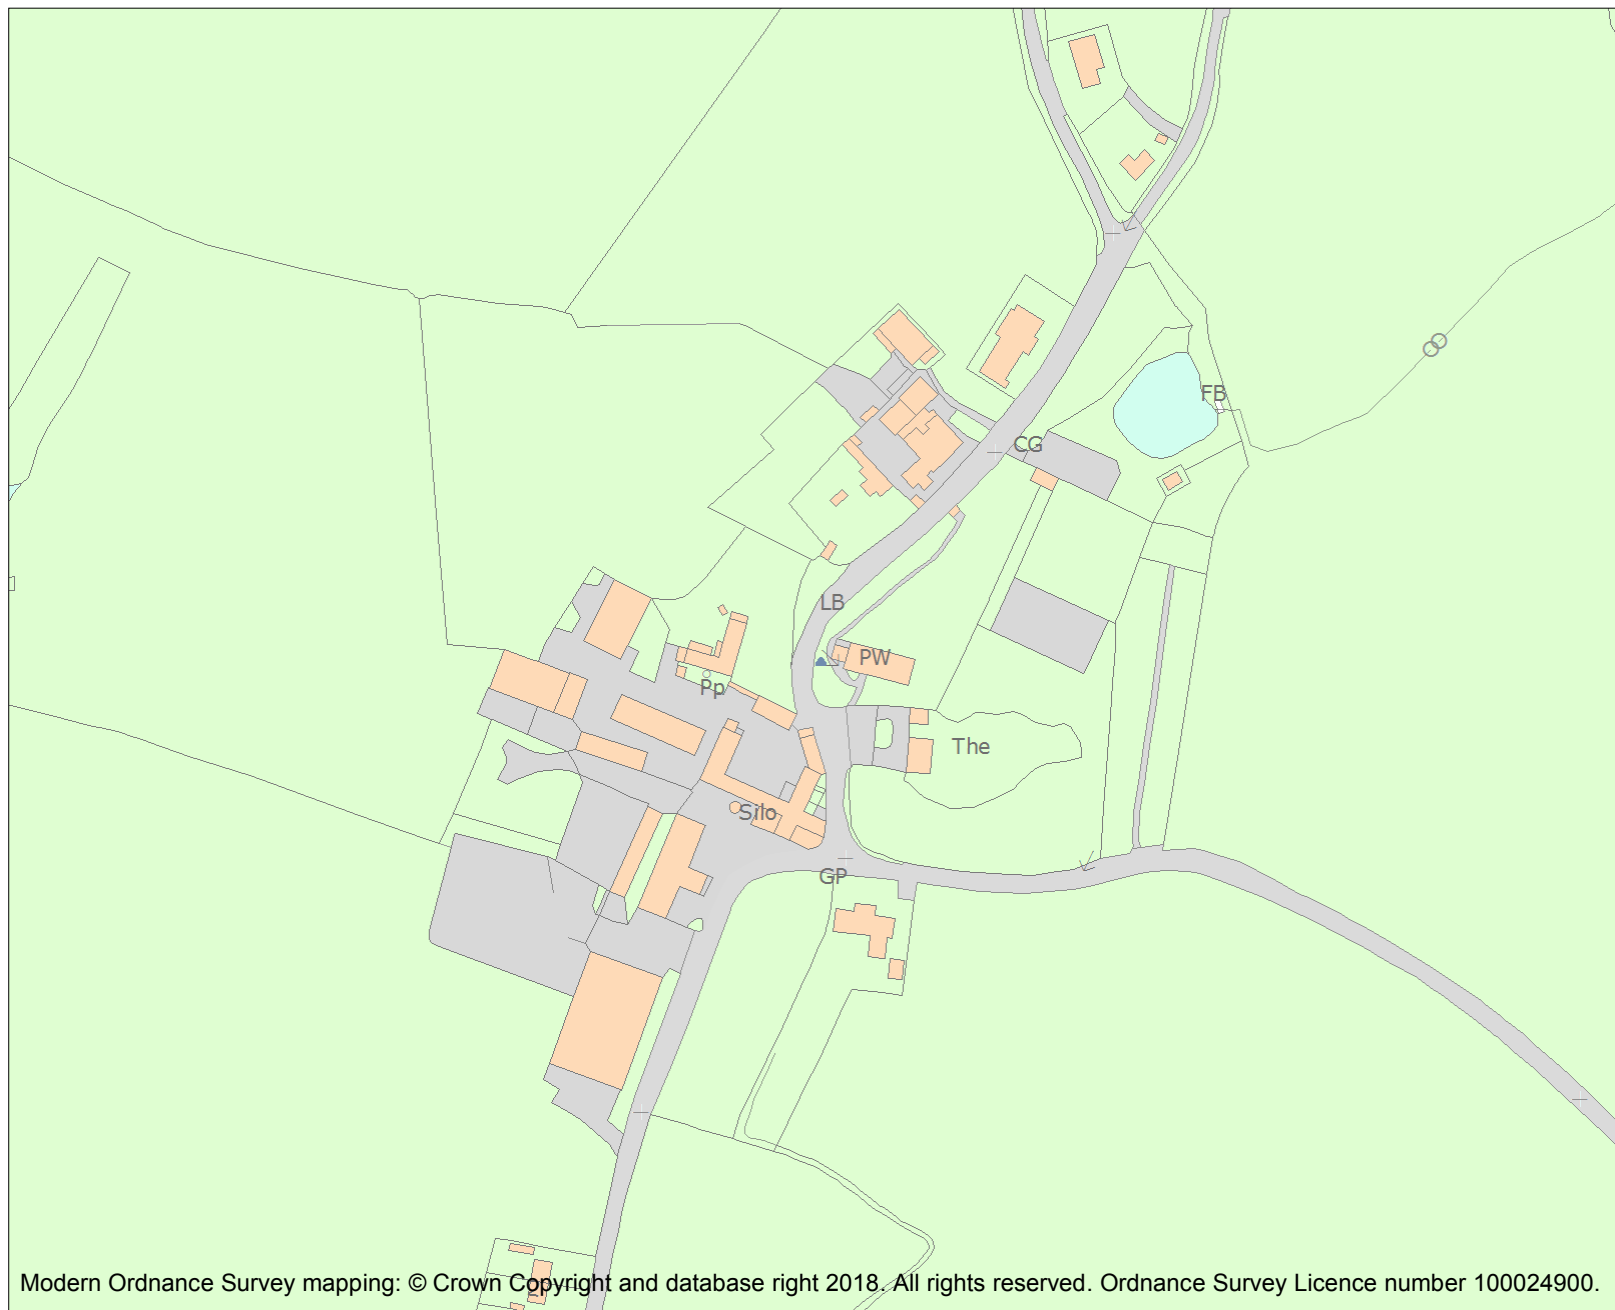 FB
CG
LB
PW
Pp
The
Silo
GP
Modern Ordnance Survey mapping: © Crown Copyright and database right 2018. All rights reserved. Ordnance Survey Licence number 100024900.